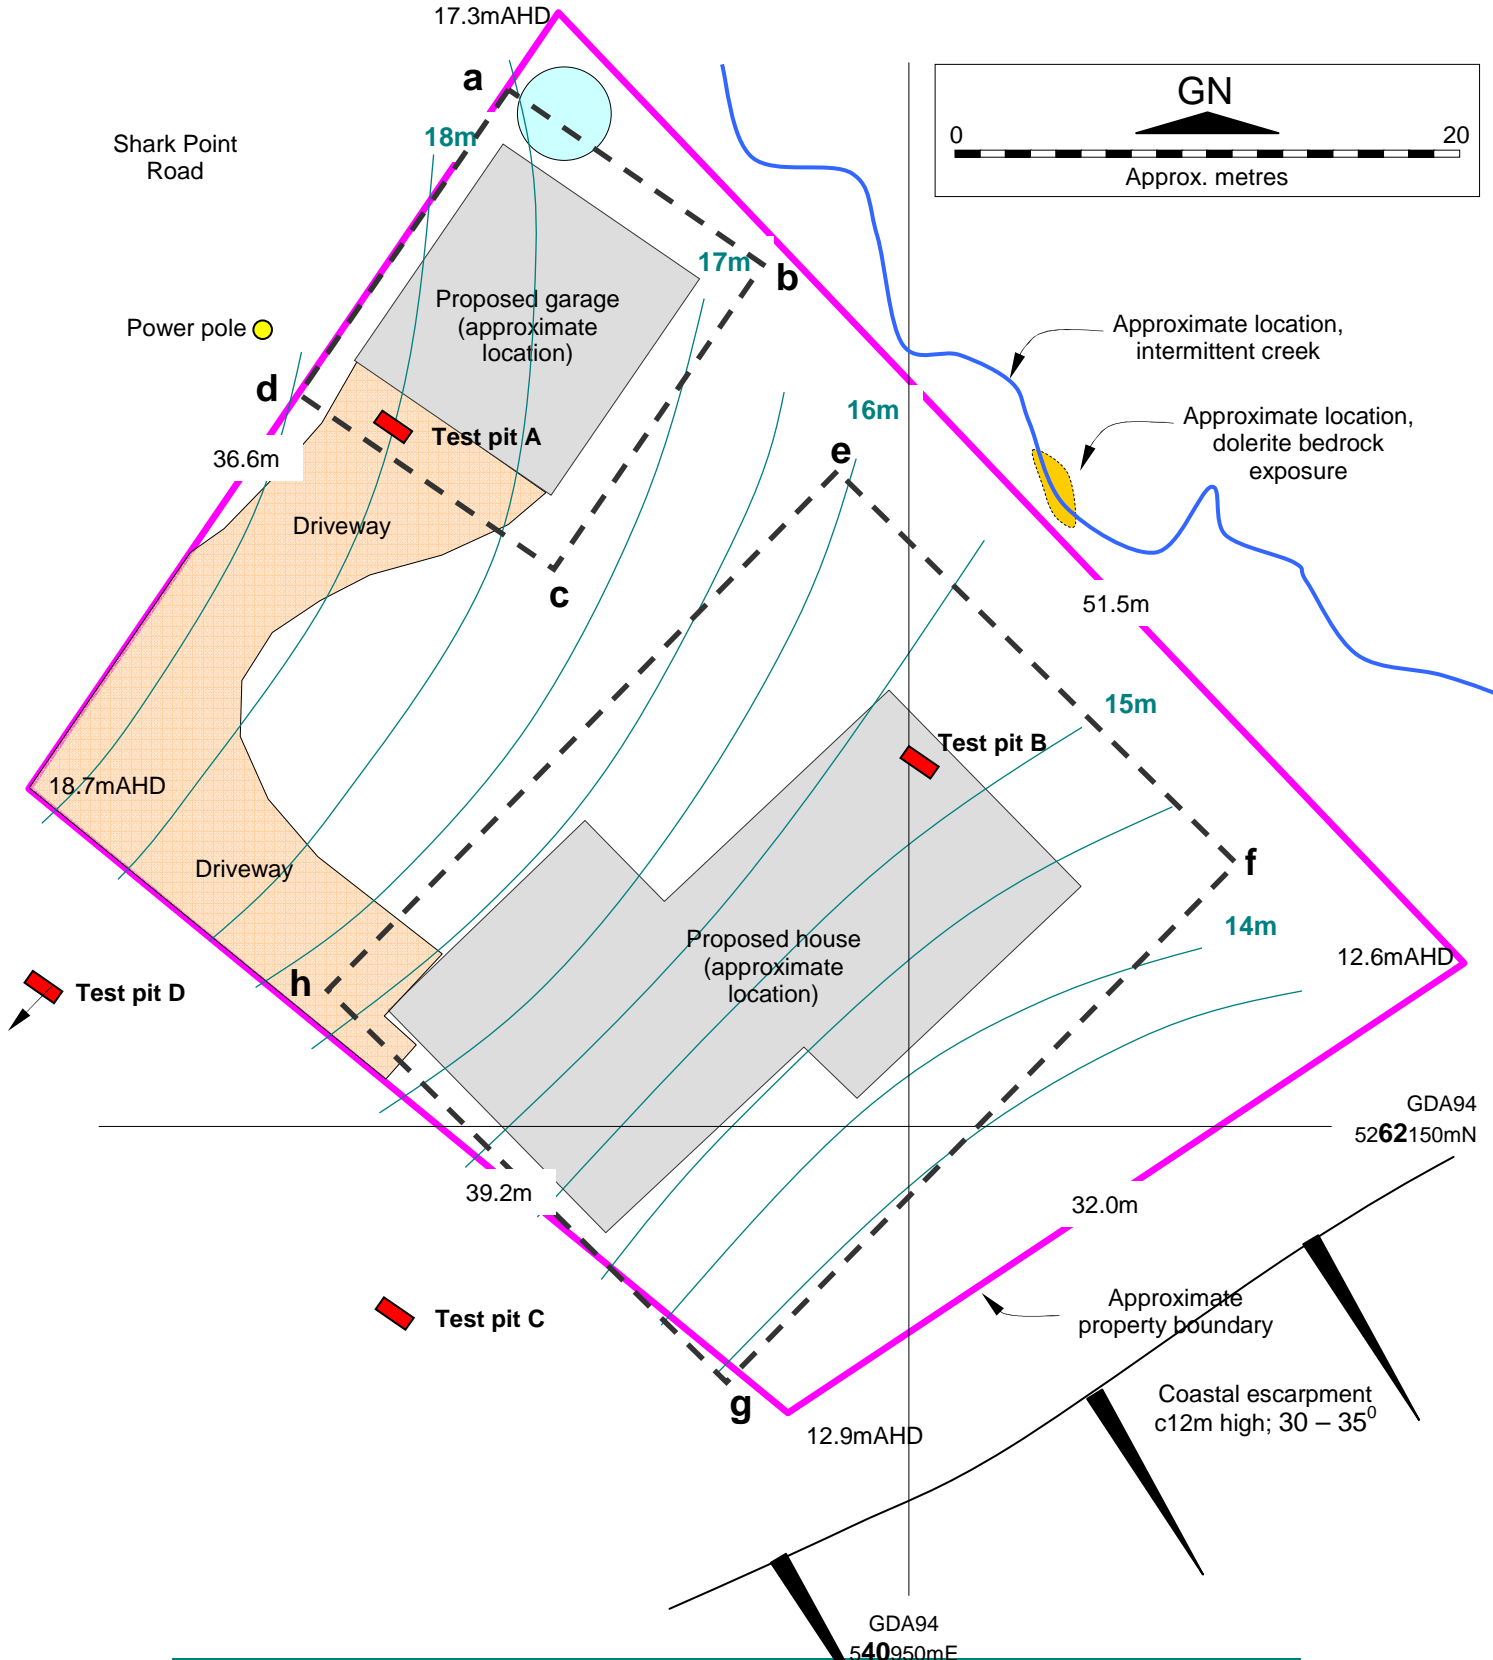 17.3mAHD
a
GN
0
20
Approx. metres
18m
Shark Point
Road
17m
b
Proposed garage
(approximate
location)
Power pole
Approximate location,
intermittent creek
d
16m
Approximate location,
dolerite bedrock
exposure
Test pit A
e
36.6m
Driveway
c
51.5m
15m
Test pit B
18.7mAHD
Driveway
f
14m
Proposed house
(approximate
location)
12.6mAHD
h
Test pit D
GDA94
5262150mN
39.2m
32.0m
Approximate
property boundary
Test pit C
Coastal escarpment
c12m high; 30 – 35⁰
g
12.9mAHD
GDA94
540950mE